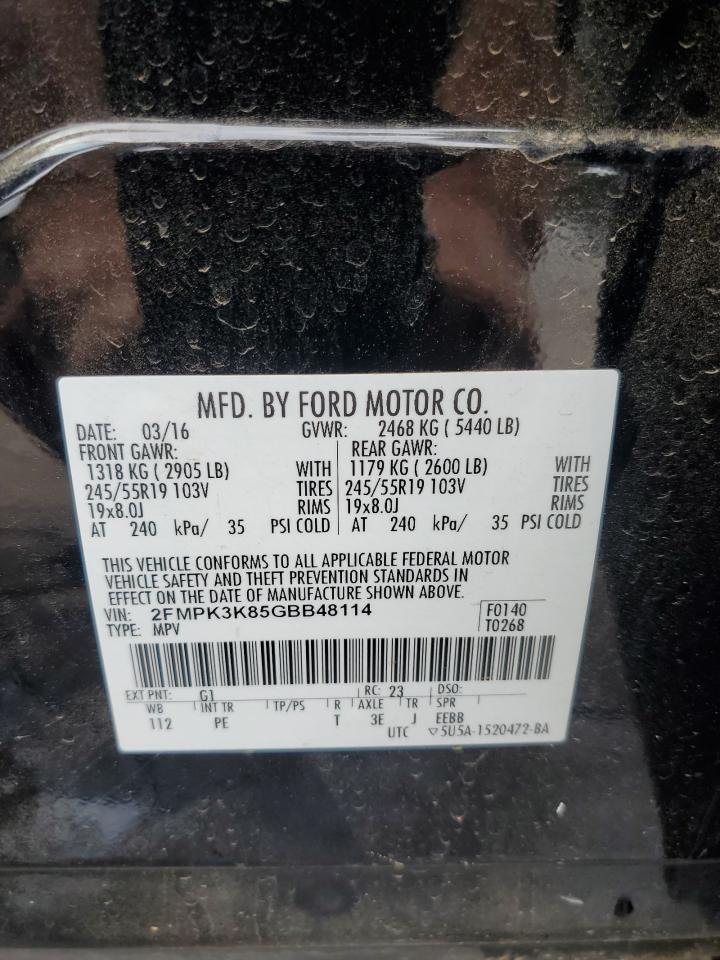 MFD. BY FORD MOTOR CO.
DATE: 03/16 GVWR: 2468 KG ( 5440 LB)
FRONT GAWR: REAR GAWR:
1318 KG ( 2905 LB) WITH 1179 KG ( 2600 LB) WITH
245/55R19 103V TIRES 245/55R19 103V TIRES
19x8.0J RIMS 19x8.0J RIMS
AT 240 kPa/ 35 PSI COLD AT 240 kPa/ 35 PSI COLD
THIS VEHICLE CONFORMS TO ALL APPLICABLE FEDERAL MOTOR
VEHICLE SAFETY AND THEFT PREVENTION STANDARDS IN
EFFECT ON THE DATE OF MANUFACTURE SHOWN ABOVE.
VIN: 2FMPK3K85GBB48114 F0140
TYPE: MPV T0268
EXT PNT: G1 RC: 23 DSO:
WB INT TR TP/PS R AXLE TR SPR
112 PE T 3E J EEBB
UTC ▽5U5A-1520472-BA